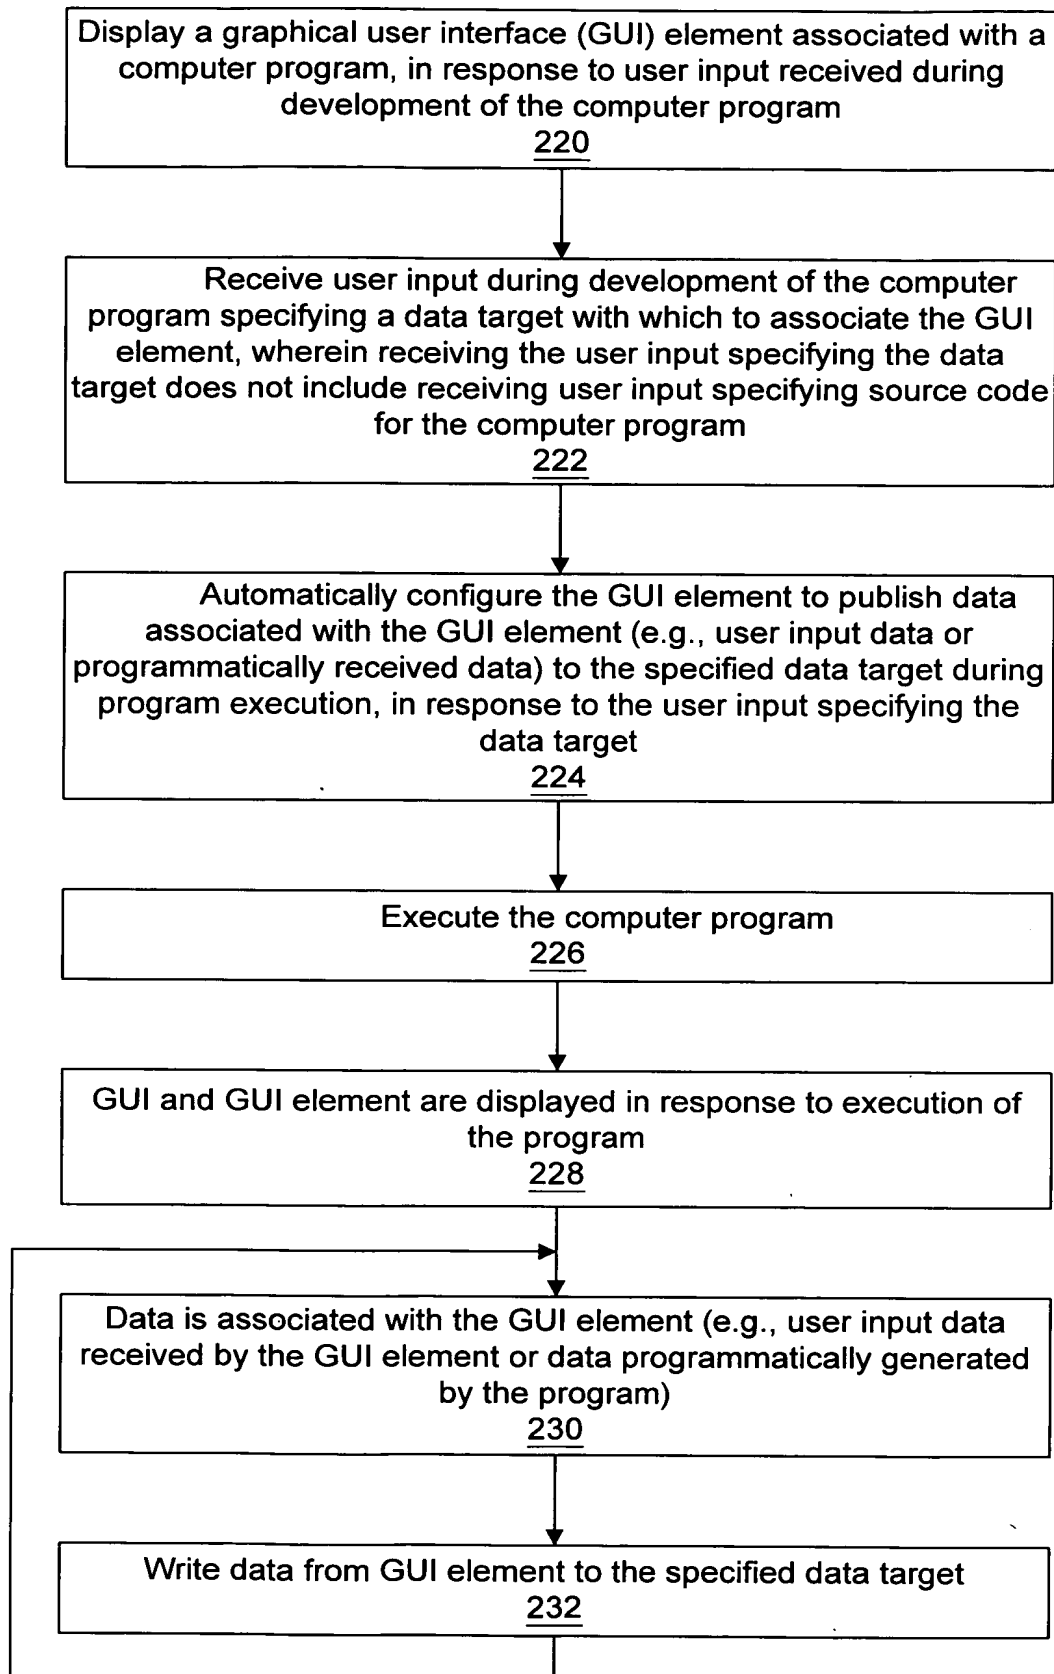 Display a graphical user interface (GUI) element associated with a
computer program, in response to user input received during
development of the computer program
220
Receive user input during development of the computer
program specifying a data target with which to associate the GUI
element, wherein receiving the user input specifying the data
target does not include receiving user input specifying source code
for the computer program
222
Automatically configure the GUI element to publish data
associated with the GUI element (e.g., user input data or
programmatically received data) to the specified data target during
program execution, in response to the user input specifying the
data target
224
Execute the computer program
226
GUI and GUI element are displayed in response to execution of
the program
228
Data is associated with the GUI element (e.g., user input data
received by the GUI element or data programmatically generated
by the program)
230
Write data from GUI element to the specified data target
232